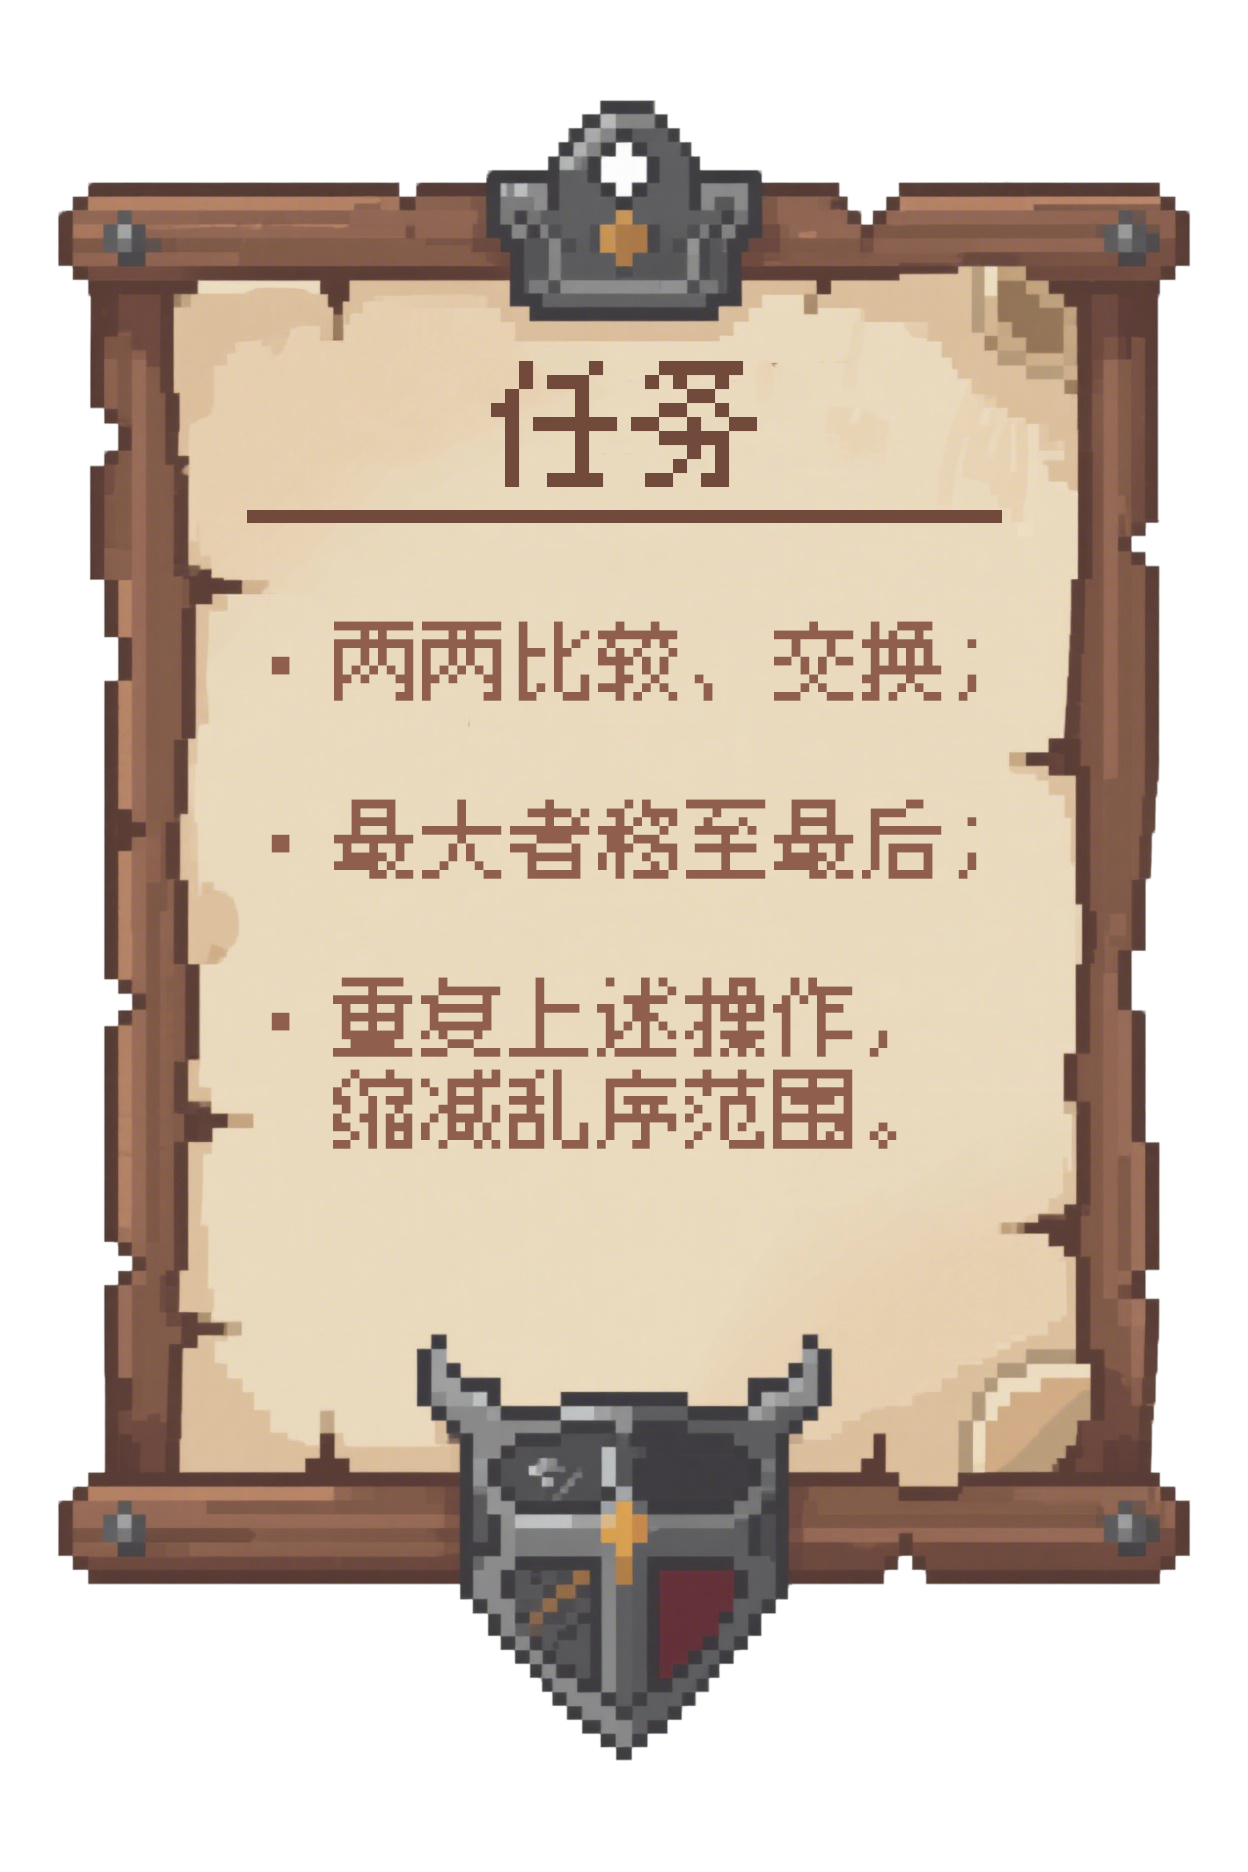 任务
· 两两比较、交换；
· 最大者移至最后；
· 重复上述操作，
缩减乱序范围。